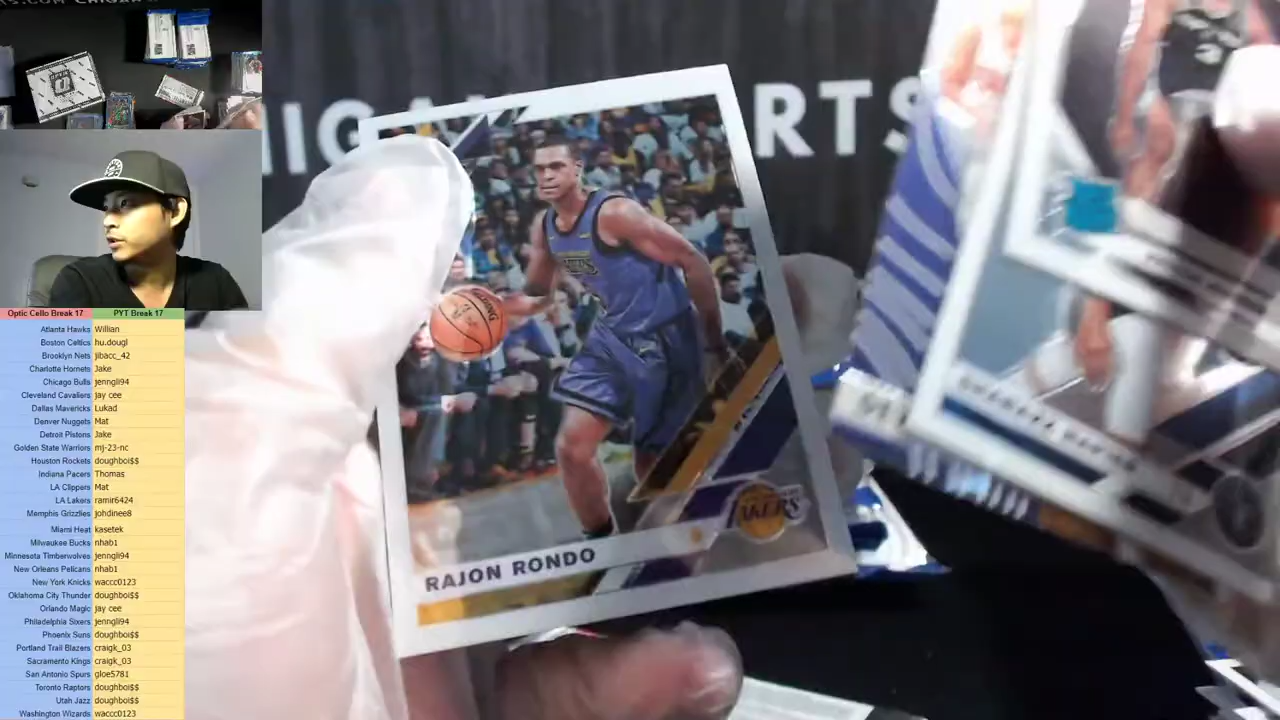 Optic Cello Break 17 PYT Break 17
Atlanta Hawks Willian
Boston Celtics hu.dougl
Brooklyn Nets jibacc_42
Charlotte Hornets Jake
Chicago Bulls jenngli94
Cleveland Cavaliers jay cee
Dallas Mavericks Lukad
Denver Nuggets Mat
Detroit Pistons Jake
Golden State Warriors mj-23-nc
Houston Rockets doughboi$$
Indiana Pacers Thomas
LA Clippers Mat
LA Lakers ramir6424
Memphis Grizzlies johdinee8
Miami Heat kasetek
Milwaukee Bucks nhab1
Minnesota Timberwolves jenngli94
New Orleans Pelicans nhab1
New York Knicks waccc0123
Oklahoma City Thunder doughboi$$
Orlando Magic jay cee
Philadelphia Sixers jenngli94
Phoenix Suns doughboi$$
Portland Trail Blazers craigk_03
Sacramento Kings craigk_03
San Antonio Spurs gloe5781
Toronto Raptors doughboi$$
Utah Jazz doughboi$$
Washington Wizards waccc0123
RAJON RONDO
LAKERS